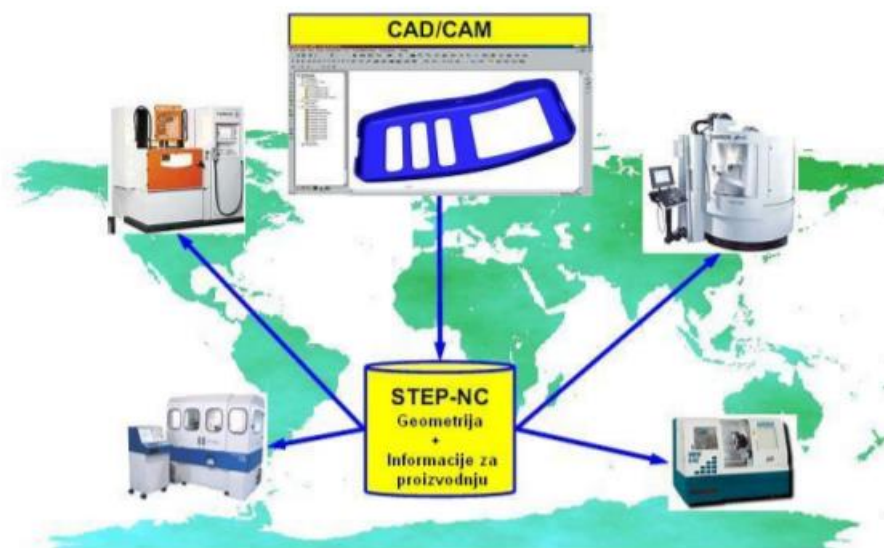 CAD/CAM
STEP-NC
Geometrija
+
Informacije za
proizvodnju